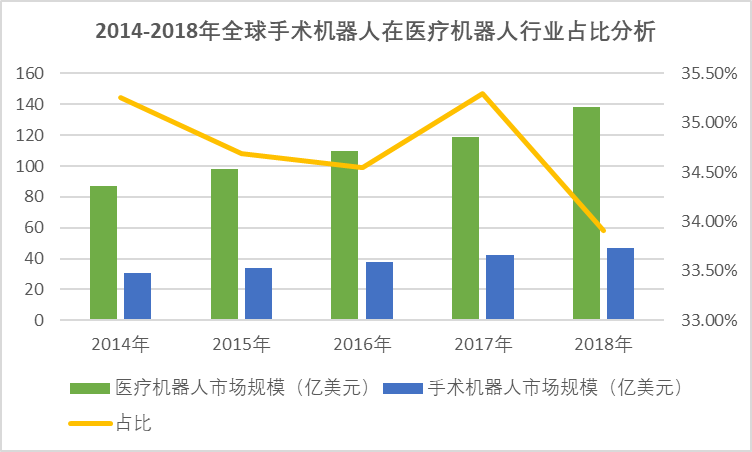 2014-2018年全球手术机器人在医疗机器人行业占比分析
160 35.50%
140 35.00%
120
100 34.50%
80
60 34.00%
40 33.50%
20
0 33.00%
2014年 2015年 2016年 2017年 2018年
医疗机器人市场规模（亿美元） 手术机器人市场规模（亿美元）
占比